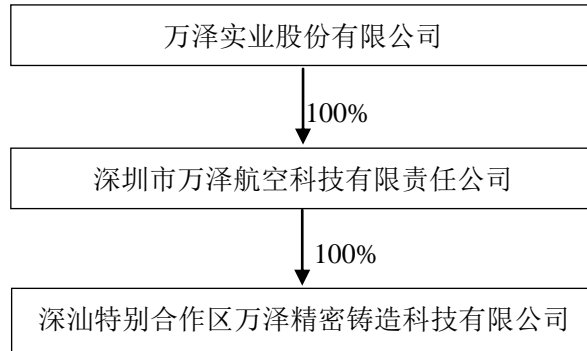 万泽实业股份有限公司
100%
深圳市万泽航空科技有限责任公司
100%
深汕特别合作区万泽精密铸造科技有限公司